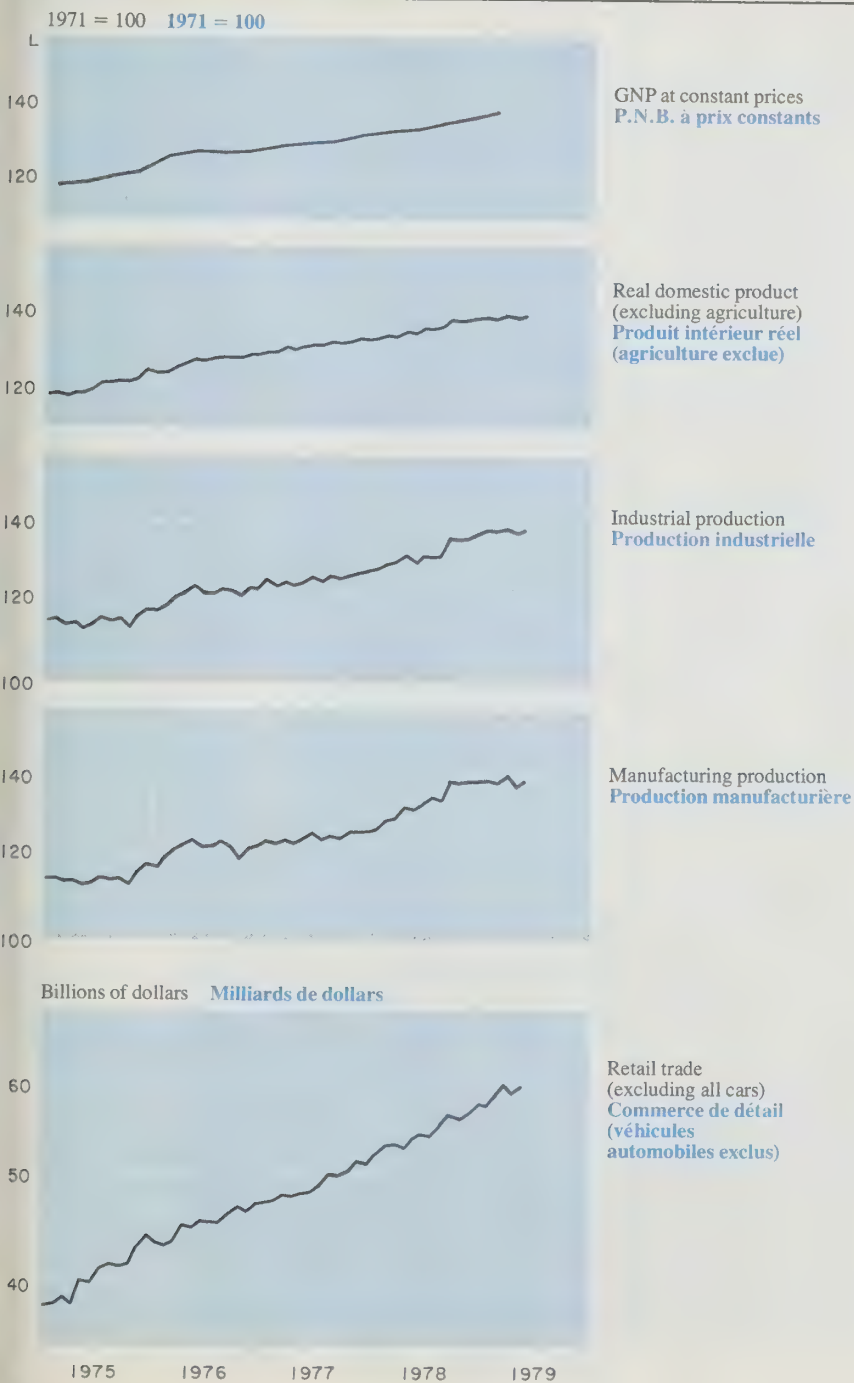 1971 = 100 1971 = 100
L
140
120
GNP at constant prices
P.N.B. à prix constants
140
120
Real domestic product
(excluding agriculture)
Produit intérieur réel
(agriculture exclue)
140
120
100
Industrial production
Production industrielle
140
120
100
Manufacturing production
Production manufacturière
Billions of dollars Milliards de dollars
60
50
40
Retail trade
(excluding all cars)
Commerce de détail
(véhicules
automobiles exclus)
1975 1976 1977 1978 1979